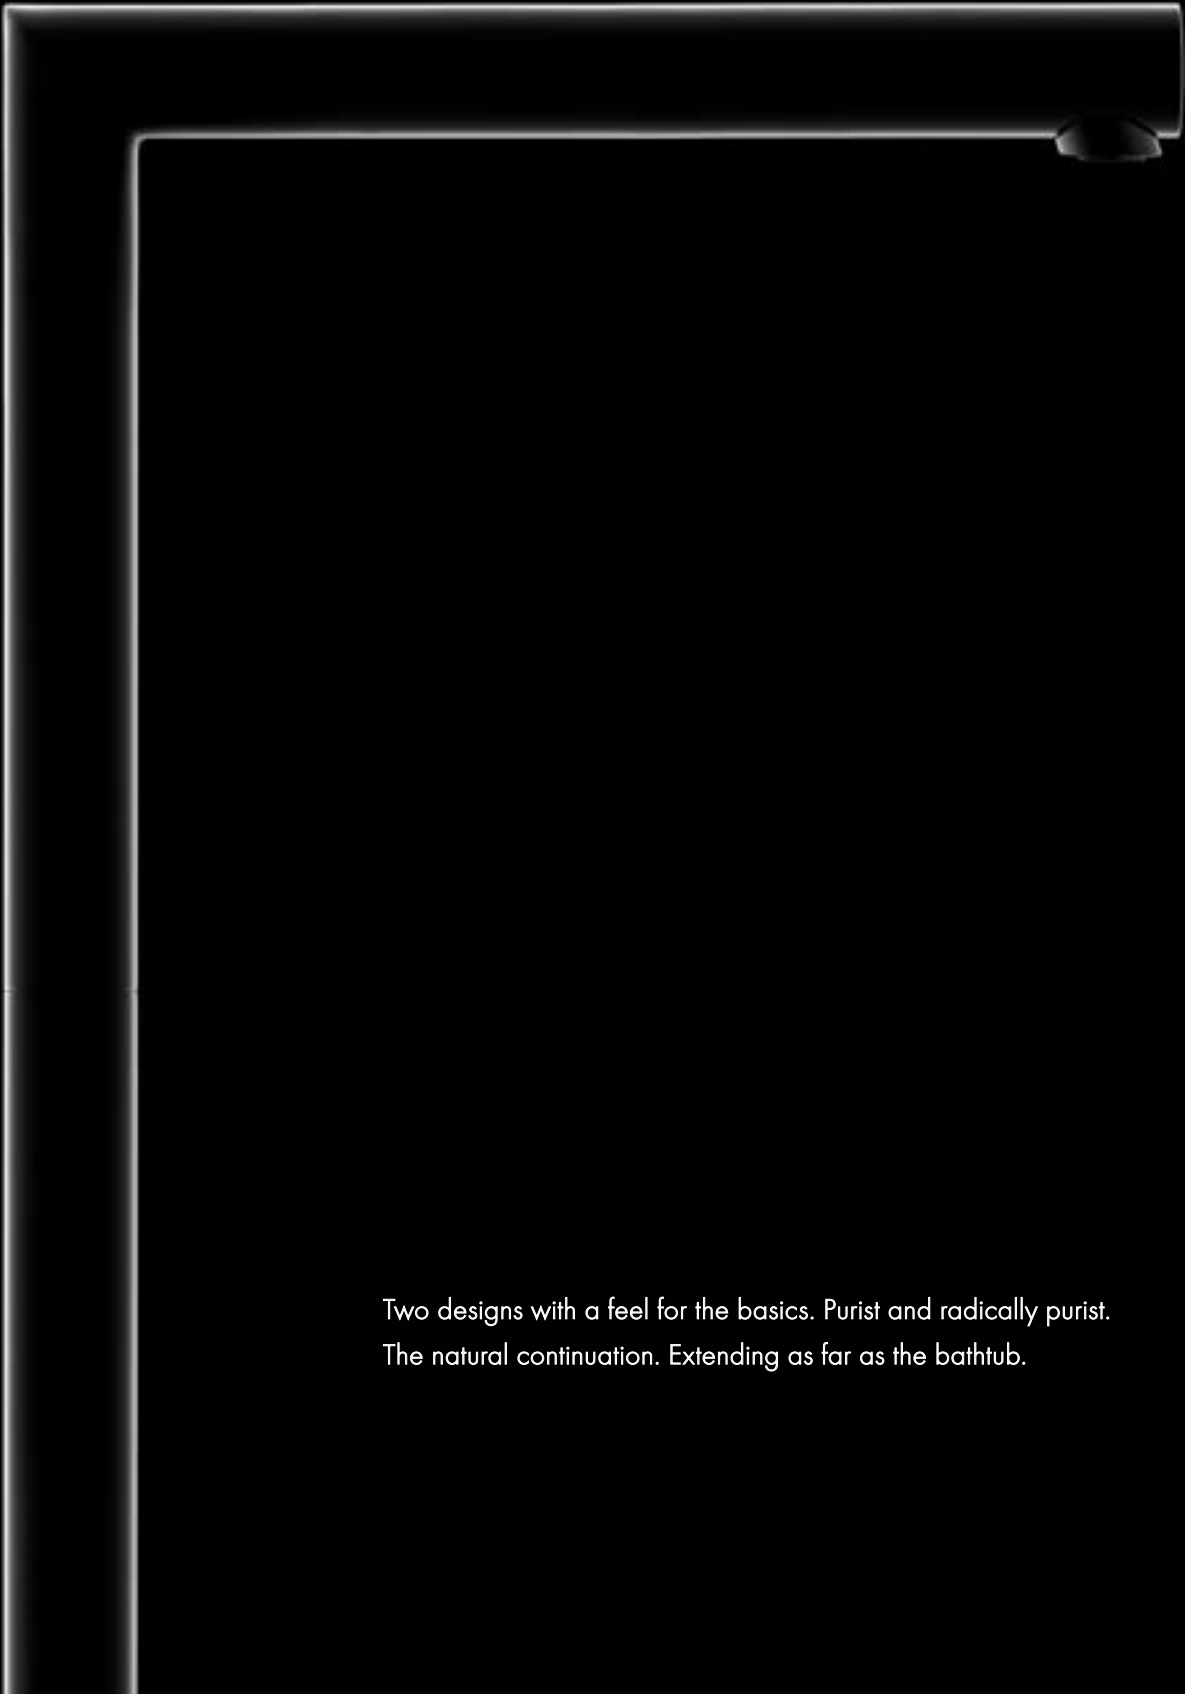 Two designs with a feel for the basics. Purist and radically purist.
The natural continuation. Extending as far as the bathtub.